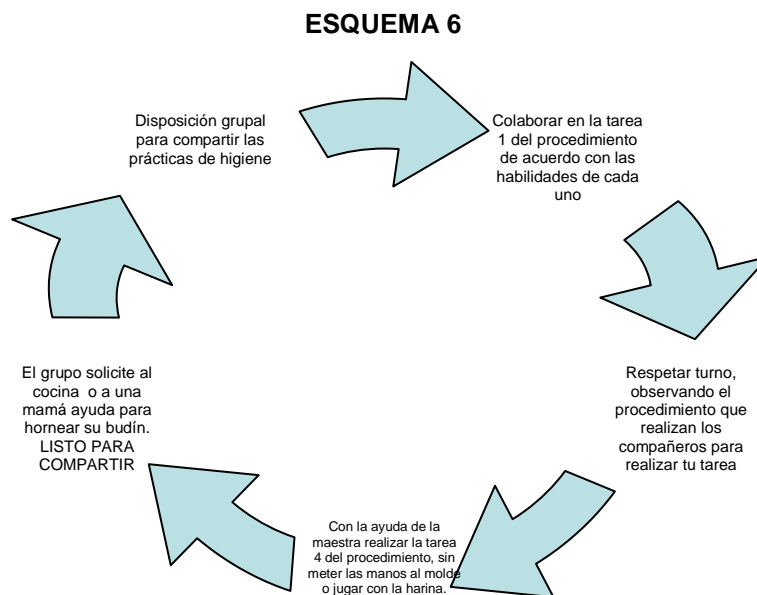 ESQUEMA 6
Disposición grupal
para compartir las
prácticas de higiene
Colaborar en la tarea
1 del procedimiento
de acuerdo con las
habilidades de cada
uno
Respetar turno,
observando el
procedimiento que
realizan los
compañeros para
realizar tu tarea
Con la ayuda de la
maestra realizar la tarea
4 del procedimiento, sin
meter las manos al molde
o jugar con la harina.
El grupo solicite al
cocina o a una
mamá ayuda para
hornear su budín.
LISTO PARA
COMPARTIR